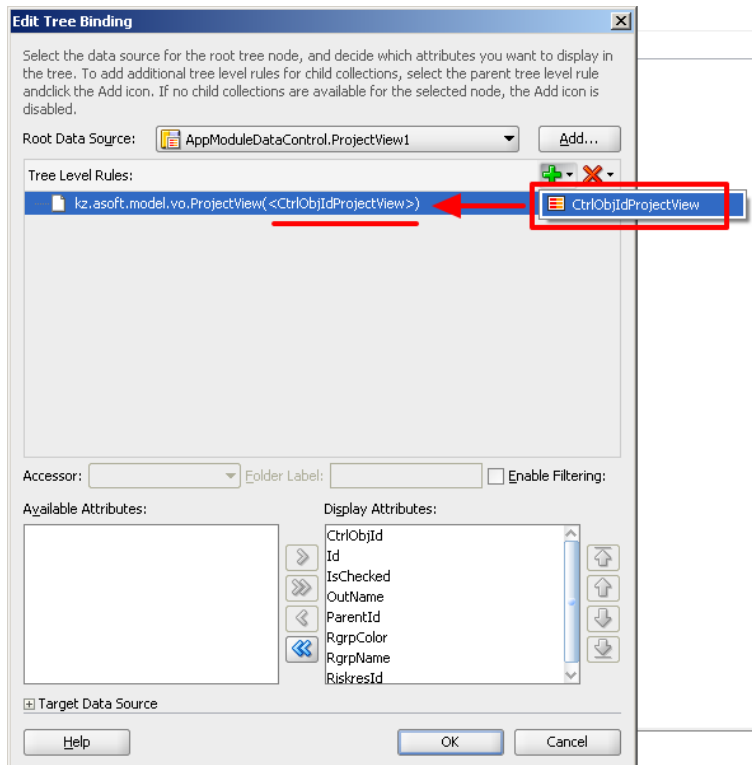 Edit Tree Binding
Select the data source for the root tree node, and decide which attributes you want to display in
the tree. To add additional tree level rules for child collections, select the parent tree level rule
andclick the Add icon. If no child collections are available for the selected node, the Add icon is
disabled.
Root Data Source: AppModuleDataControl.ProjectView1 Add...
Tree Level Rules:
kz.asoft.model.vo.ProjectView(<CtrlObjIdProjectView>) CtrlObjIdProjectView
Accessor: Folder Label: Enable Filtering:
Available Attributes: Display Attributes:
CtrlObjId
Id
IsChecked
OutName
ParentId
RgrpColor
RgrpName
RiskresId
Target Data Source
Help OK Cancel